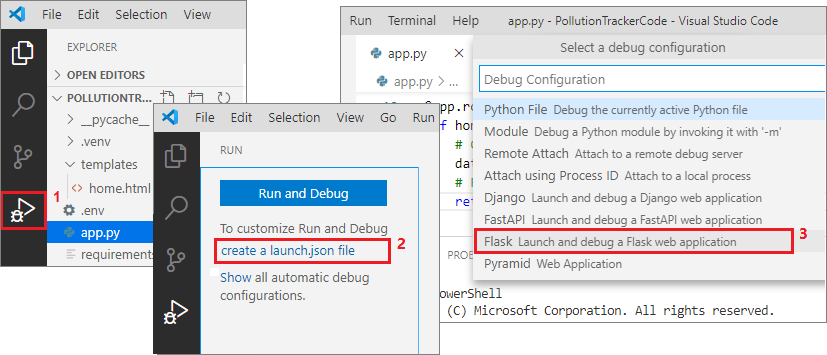 File Edit Selection
EXPLORER
OPEN EDITORS
POLLUTIONTR...
__pycache__
.venv
templates
home.html
.env
app.py
requirements
1
File Edit Selection View Go Run
RUN
Run and Debug
To customize Run and Debug
create a launch.json file
2
Show all automatic debug
configurations.
Run Terminal Help app.py - PollutionTrackerCode - Visual Studio Code
app.py
app.py > ...
Select a debug configuration
Debug Configuration
Python File Debug the currently active Python file
Module Debug a Python module by invoking it with '-m'
Remote Attach Attach to a remote debug server
Attach using Process ID Attach to a local process
Django Launch and debug a Django web application
FastAPI Launch and debug a FastAPI web application
Flask Launch and debug a Flask web application
3
Pyramid Web Application
@app.ro
f hom
#
dat
#
ret
PROB
owerShell
(C) Microsoft Corporation. All rights reserved.